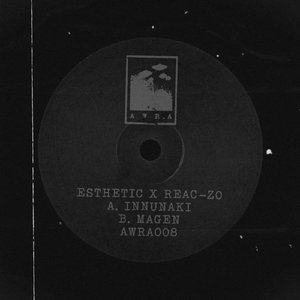 A.W.R.A
ESTHETIC X REAC-ZO
A. INNUNAKI
B. MAGEN
AWRA008